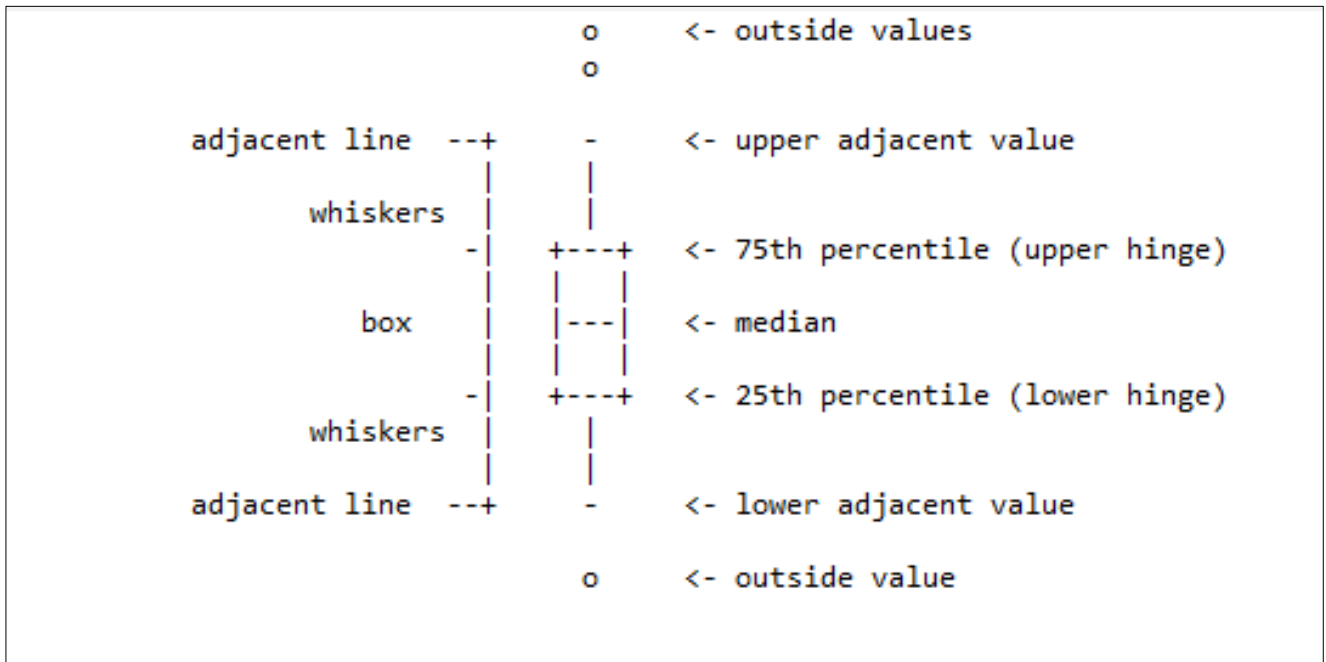 o <- outside values
o
adjacent line --+ - <- upper adjacent value
| |
whiskers | |
-| +---+ <- 75th percentile (upper hinge)
| | |
box | |---| <- median
| | |
-| +---+ <- 25th percentile (lower hinge)
whiskers | |
| |
adjacent line --+ - <- lower adjacent value
o <- outside value